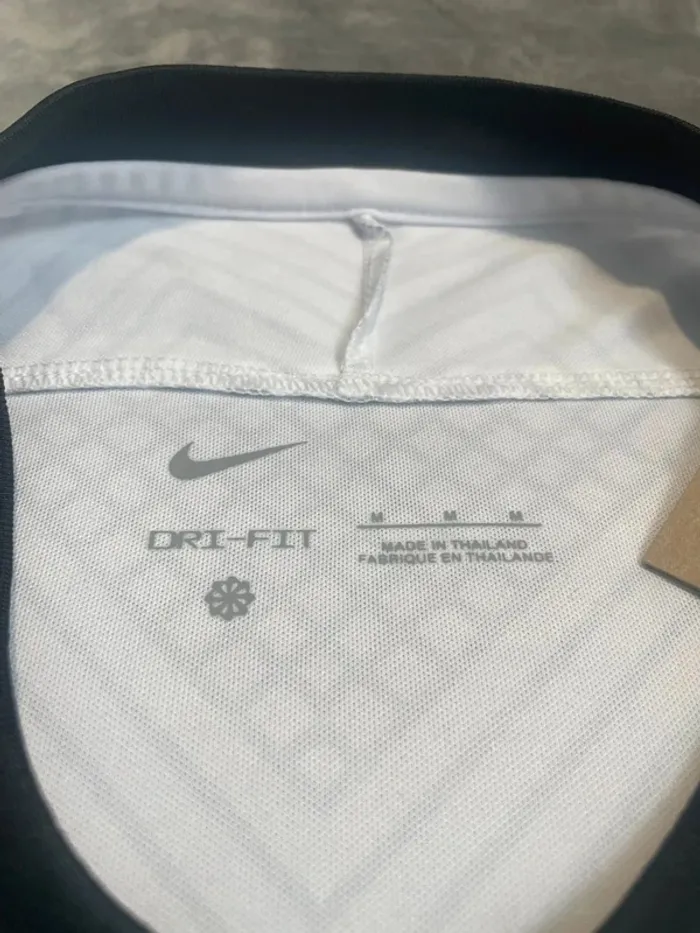 DRI-FIT
M M M
MADE IN THAILAND
FABRIQUE EN THAILANDE